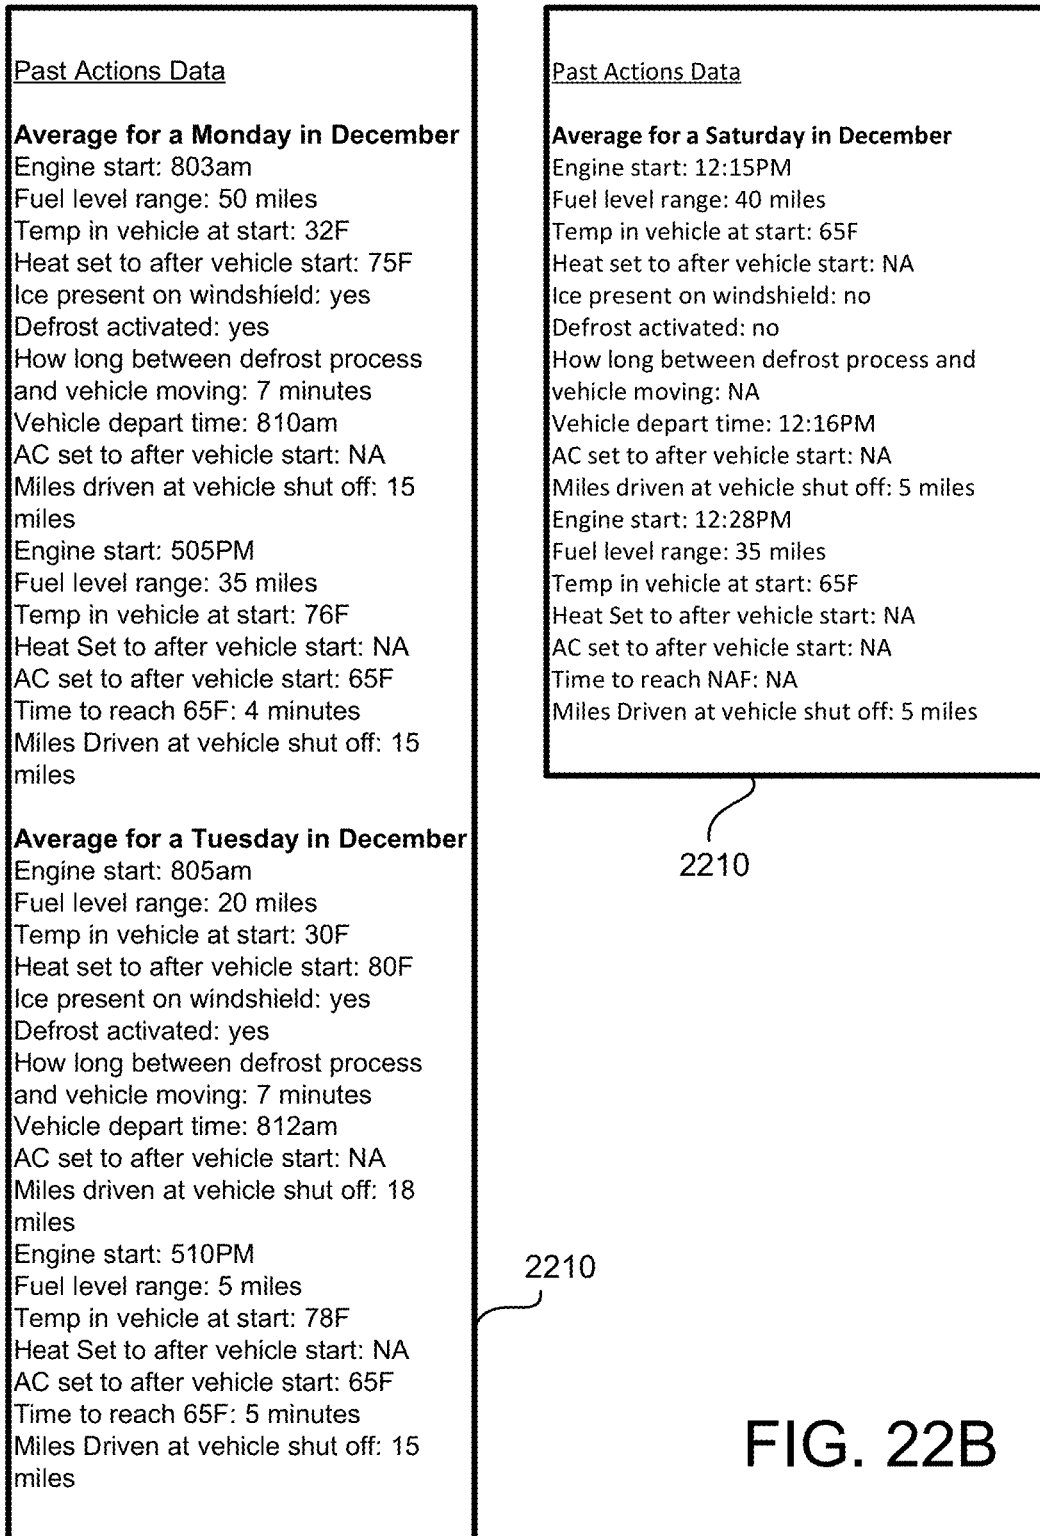 Past Actions Data
Average for a Monday in December
Engine start: 803am
Fuel level range: 50 miles
Temp in vehicle at start: 32F
Heat set to after vehicle start: 75F
Ice present on windshield: yes
Defrost activated: yes
How long between defrost process
and vehicle moving: 7 minutes
Vehicle depart time: 810am
AC set to after vehicle start: NA
Miles driven at vehicle shut off: 15
miles
Engine start: 505PM
Fuel level range: 35 miles
Temp in vehicle at start: 76F
Heat Set to after vehicle start: NA
AC set to after vehicle start: 65F
Time to reach 65F: 4 minutes
Miles Driven at vehicle shut off: 15
miles
Average for a Tuesday in December
Engine start: 805am
Fuel level range: 20 miles
Temp in vehicle at start: 30F
Heat set to after vehicle start: 80F
Ice present on windshield: yes
Defrost activated: yes
How long between defrost process
and vehicle moving: 7 minutes
Vehicle depart time: 812am
AC set to after vehicle start: NA
Miles driven at vehicle shut off: 18
miles
Engine start: 510PM
Fuel level range: 5 miles
Temp in vehicle at start: 78F
Heat Set to after vehicle start: NA
AC set to after vehicle start: 65F
Time to reach 65F: 5 minutes
Miles Driven at vehicle shut off: 15
miles
2210
Past Actions Data
Average for a Saturday in December
Engine start: 12:15PM
Fuel level range: 40 miles
Temp in vehicle at start: 65F
Heat set to after vehicle start: NA
Ice present on windshield: no
Defrost activated: no
How long between defrost process and
vehicle moving: NA
Vehicle depart time: 12:16PM
AC set to after vehicle start: NA
Miles driven at vehicle shut off: 5 miles
Engine start: 12:28PM
Fuel level range: 35 miles
Temp in vehicle at start: 65F
Heat Set to after vehicle start: NA
AC set to after vehicle start: NA
Time to reach NAF: NA
Miles Driven at vehicle shut off: 5 miles
2210
FIG. 22B